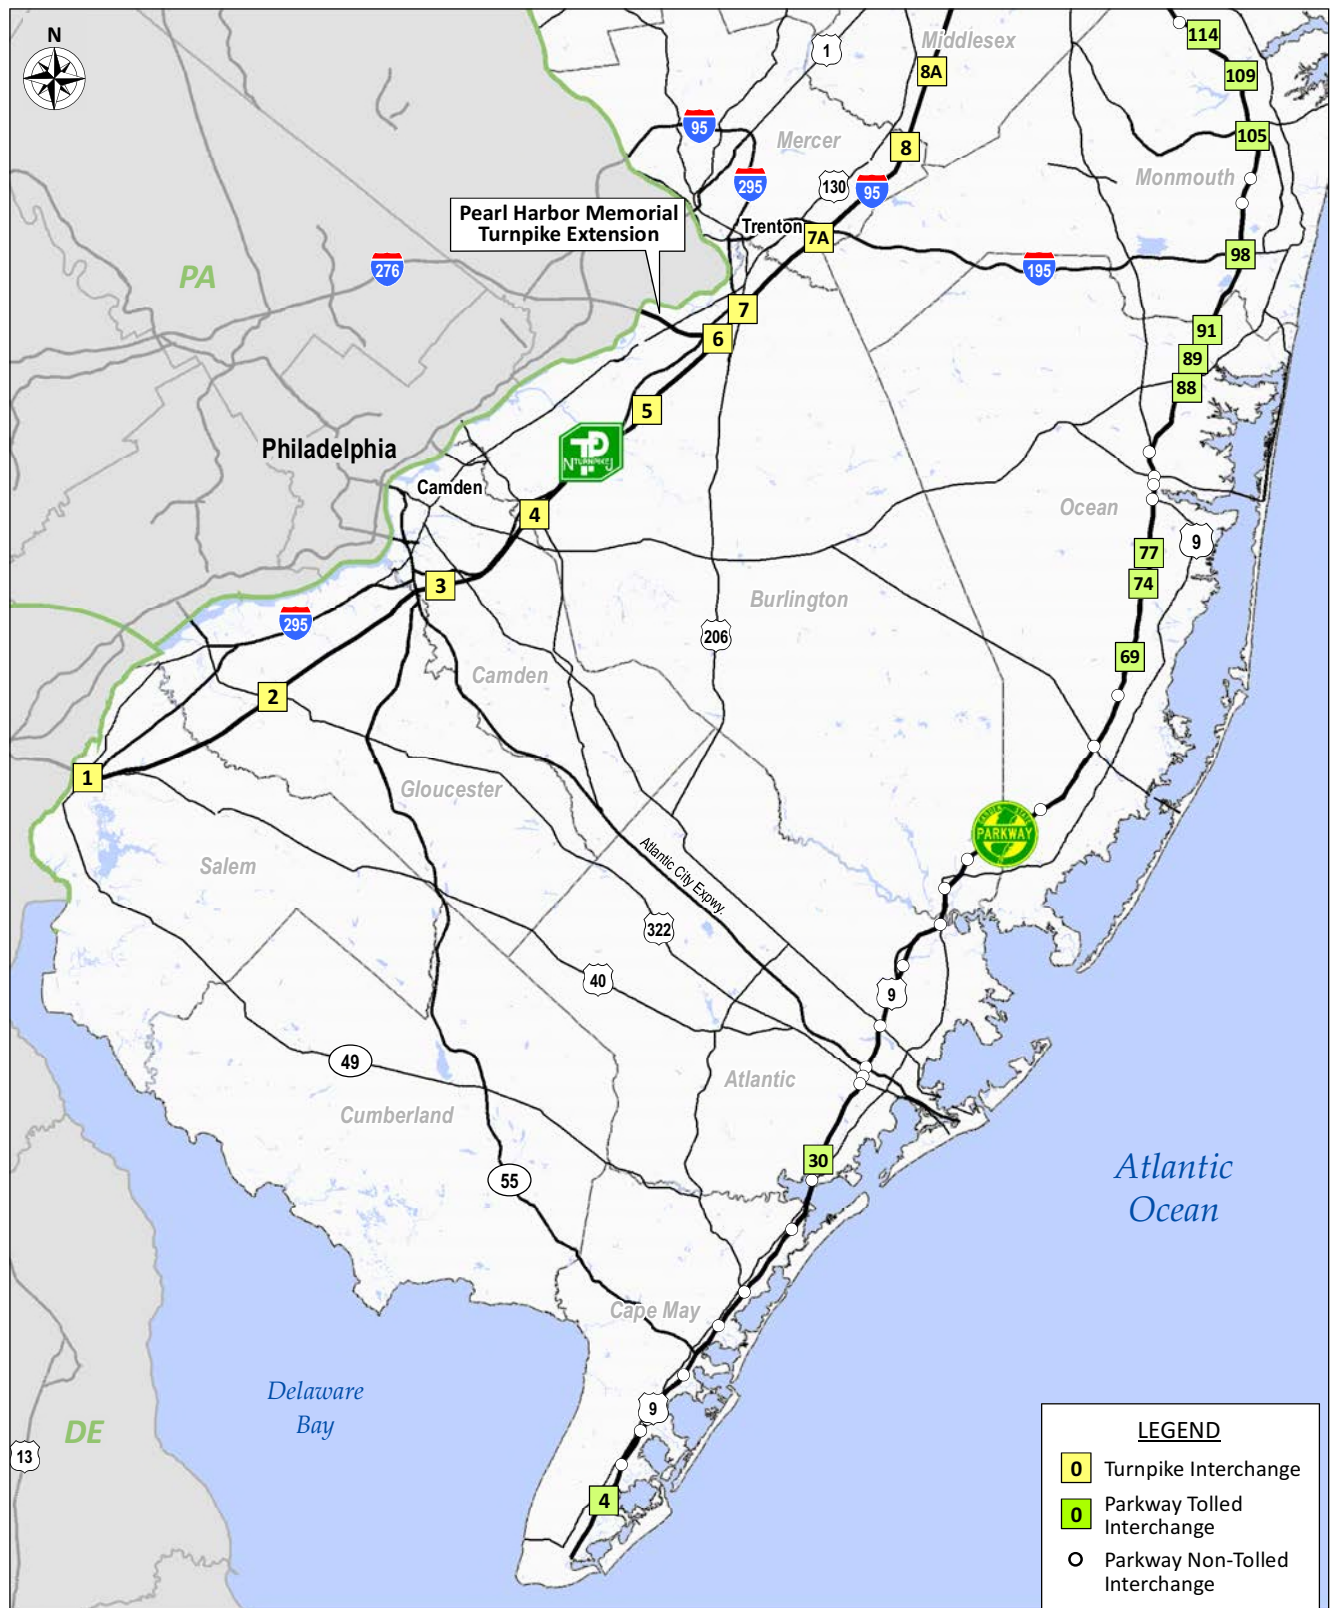 N
1
Middlesex
114
8A
109
95
Mercer
8
105
295
130
95
Monmouth
Pearl Harbor Memorial
Turnpike Extension
Trenton
7A
98
PA
276
195
7
6
91
89
88
5
TP
NTURNPIKEJ
Philadelphia
Camden
4
Ocean
9
77
3
74
Burlington
295
206
69
Camden
2
1
Gloucester
PARKWAY
Salem
Atlantic City Expwy.
322
40
9
49
Atlantic
Cumberland
30
Atlantic
Ocean
55
Cape May
Delaware
Bay
9
DE
13
4
LEGEND
0 Turnpike Interchange
0 Parkway Tolled
Interchange
Parkway Non-Tolled
Interchange